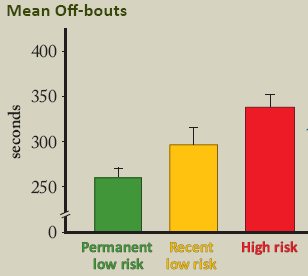 Mean Off-bouts
400
350
300
250
0
seconds
Permanent low risk
Recent low risk
High risk